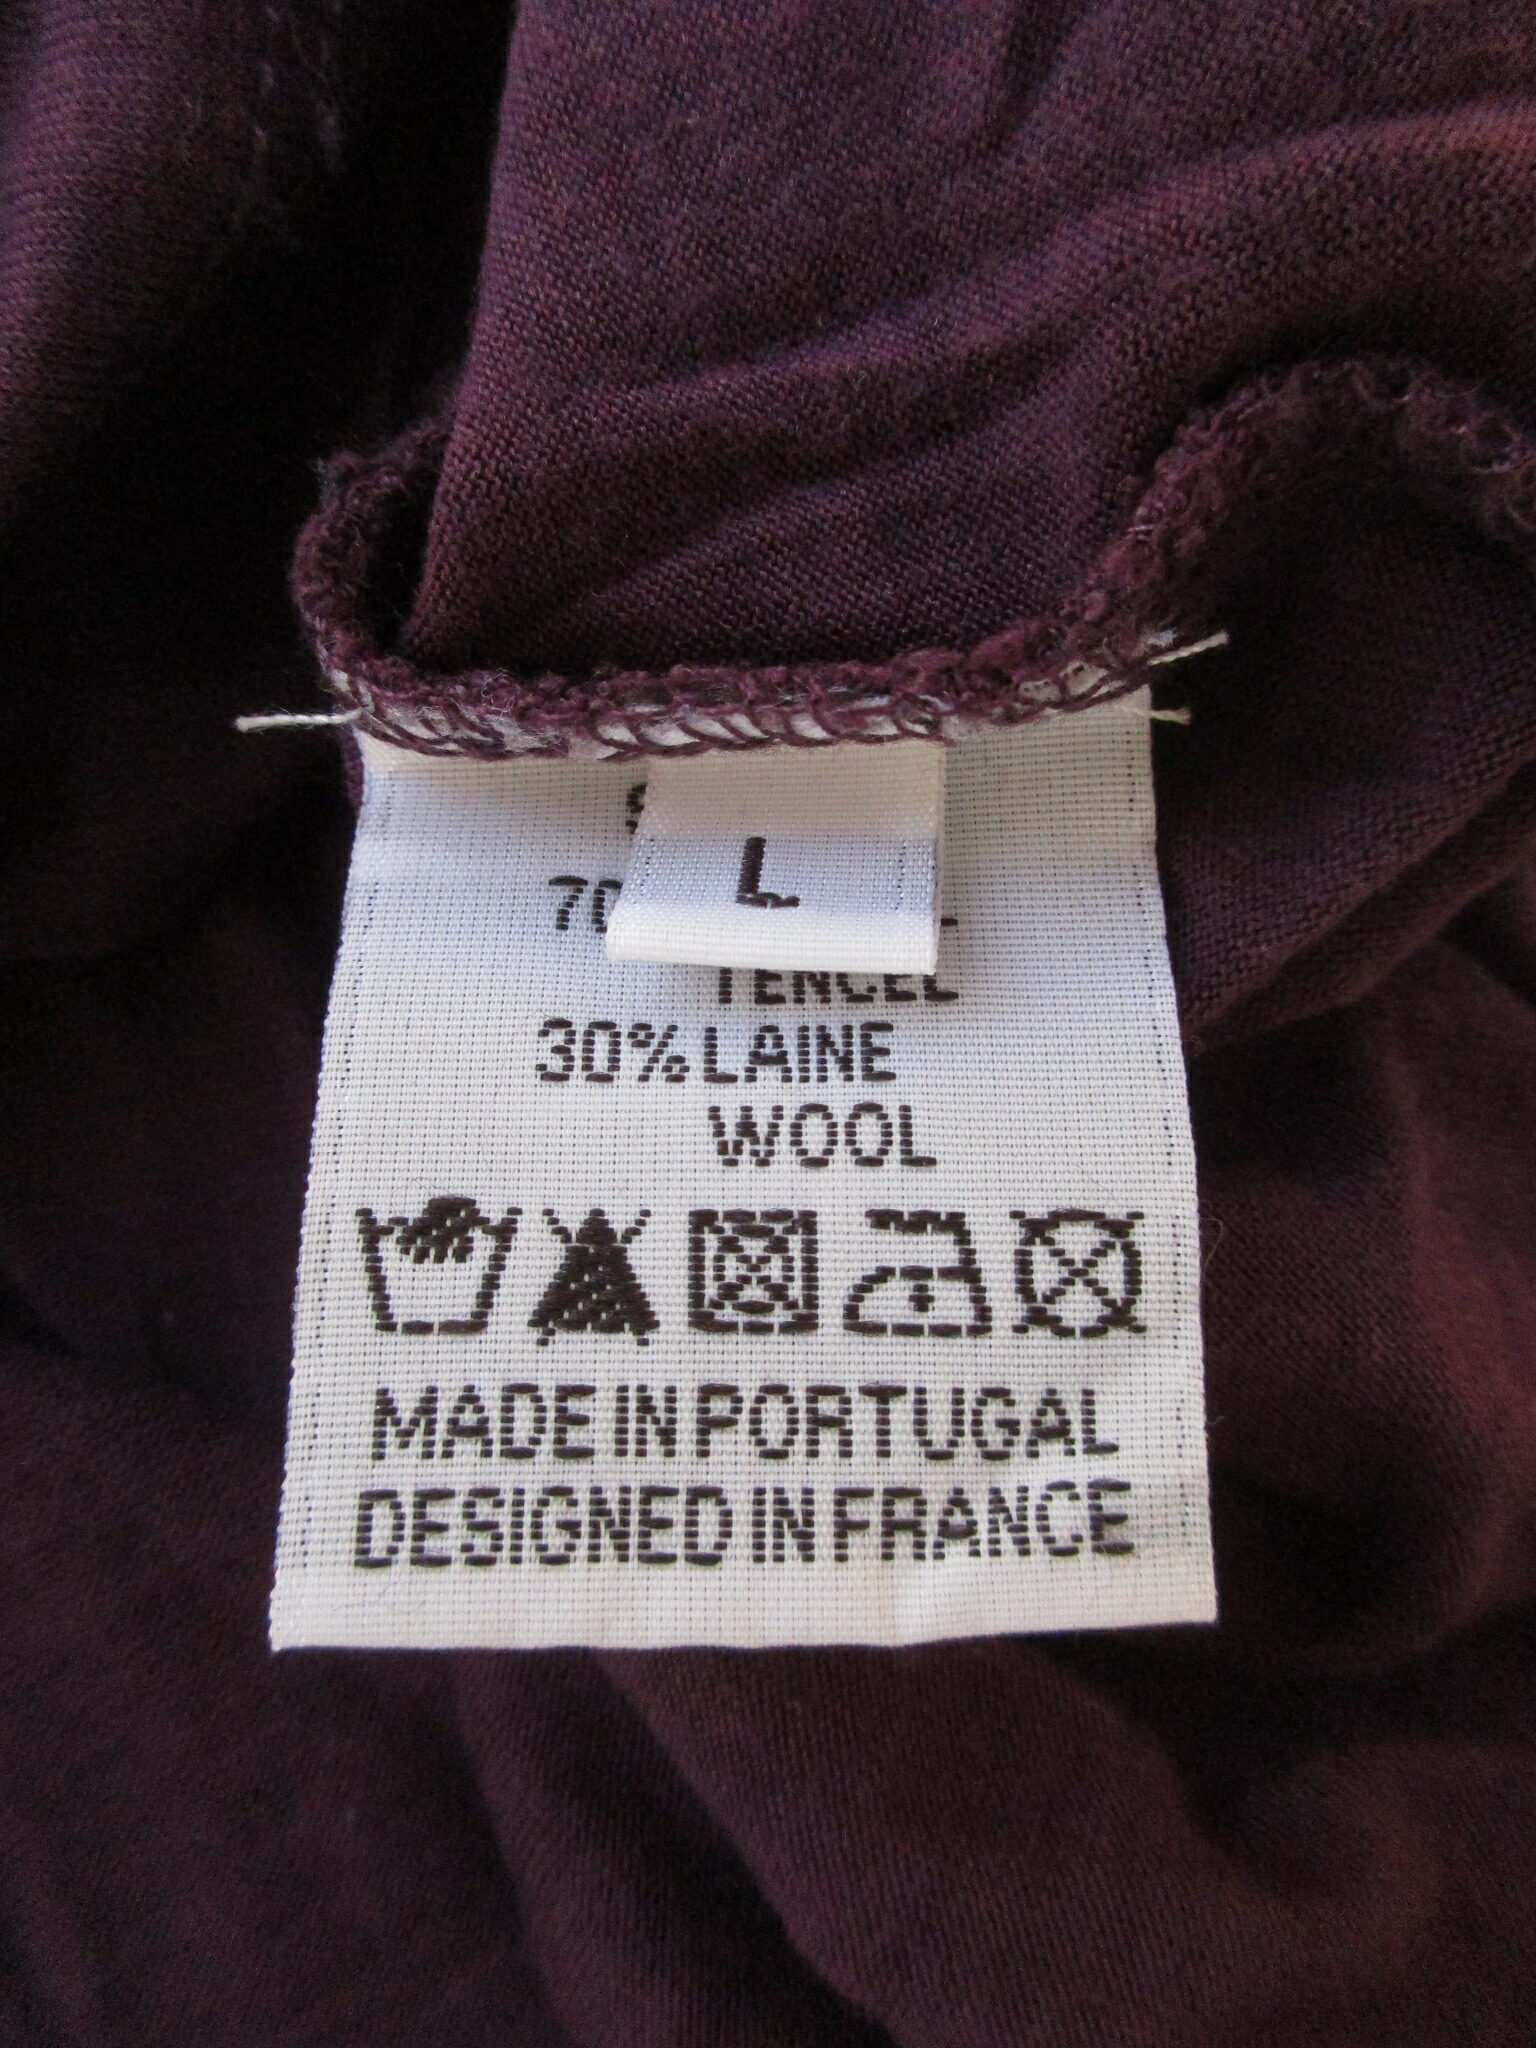 L
TENCEL
30% LAINE
WOOL
MADE IN PORTUGAL
DESIGNED IN FRANCE